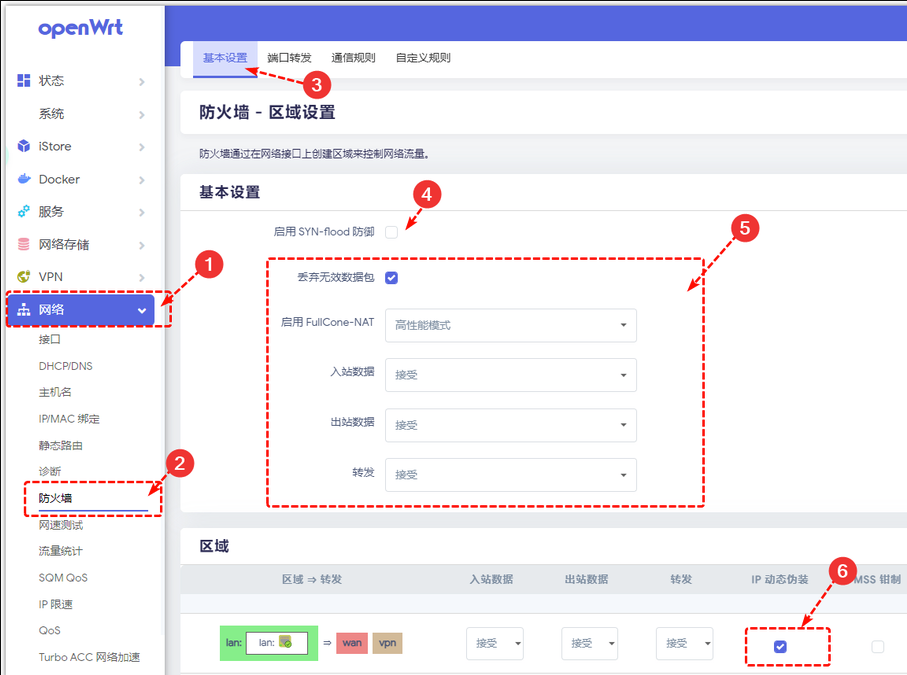 openWrt
基本设置 端口转发 通信规则 自定义规则
3
状态
防火墙 - 区域设置
系统
iStore
防火墙通过在网络接口上创建区域来控制网络流量。
Docker
基本设置
4
服务
启用 SYN-flood 防御
5
网络存储
1
VPN
丢弃无效数据包
网络
启用 FullCone-NAT 高性能模式
接口
DHCP/DNS
入站数据 接受
主机名
IP/MAC 绑定
出站数据 接受
静态路由
诊断
2
转发 接受
防火墙
网速测试
区域
流量统计
6
SQM QoS
区域 ⇒ 转发 入站数据 出站数据 转发 IP 动态伪装 MSS 钳制
IP 限速
QoS
lan: lan: ⇒ wan vpn 接受 接受 接受
Turbo ACC 网络加速